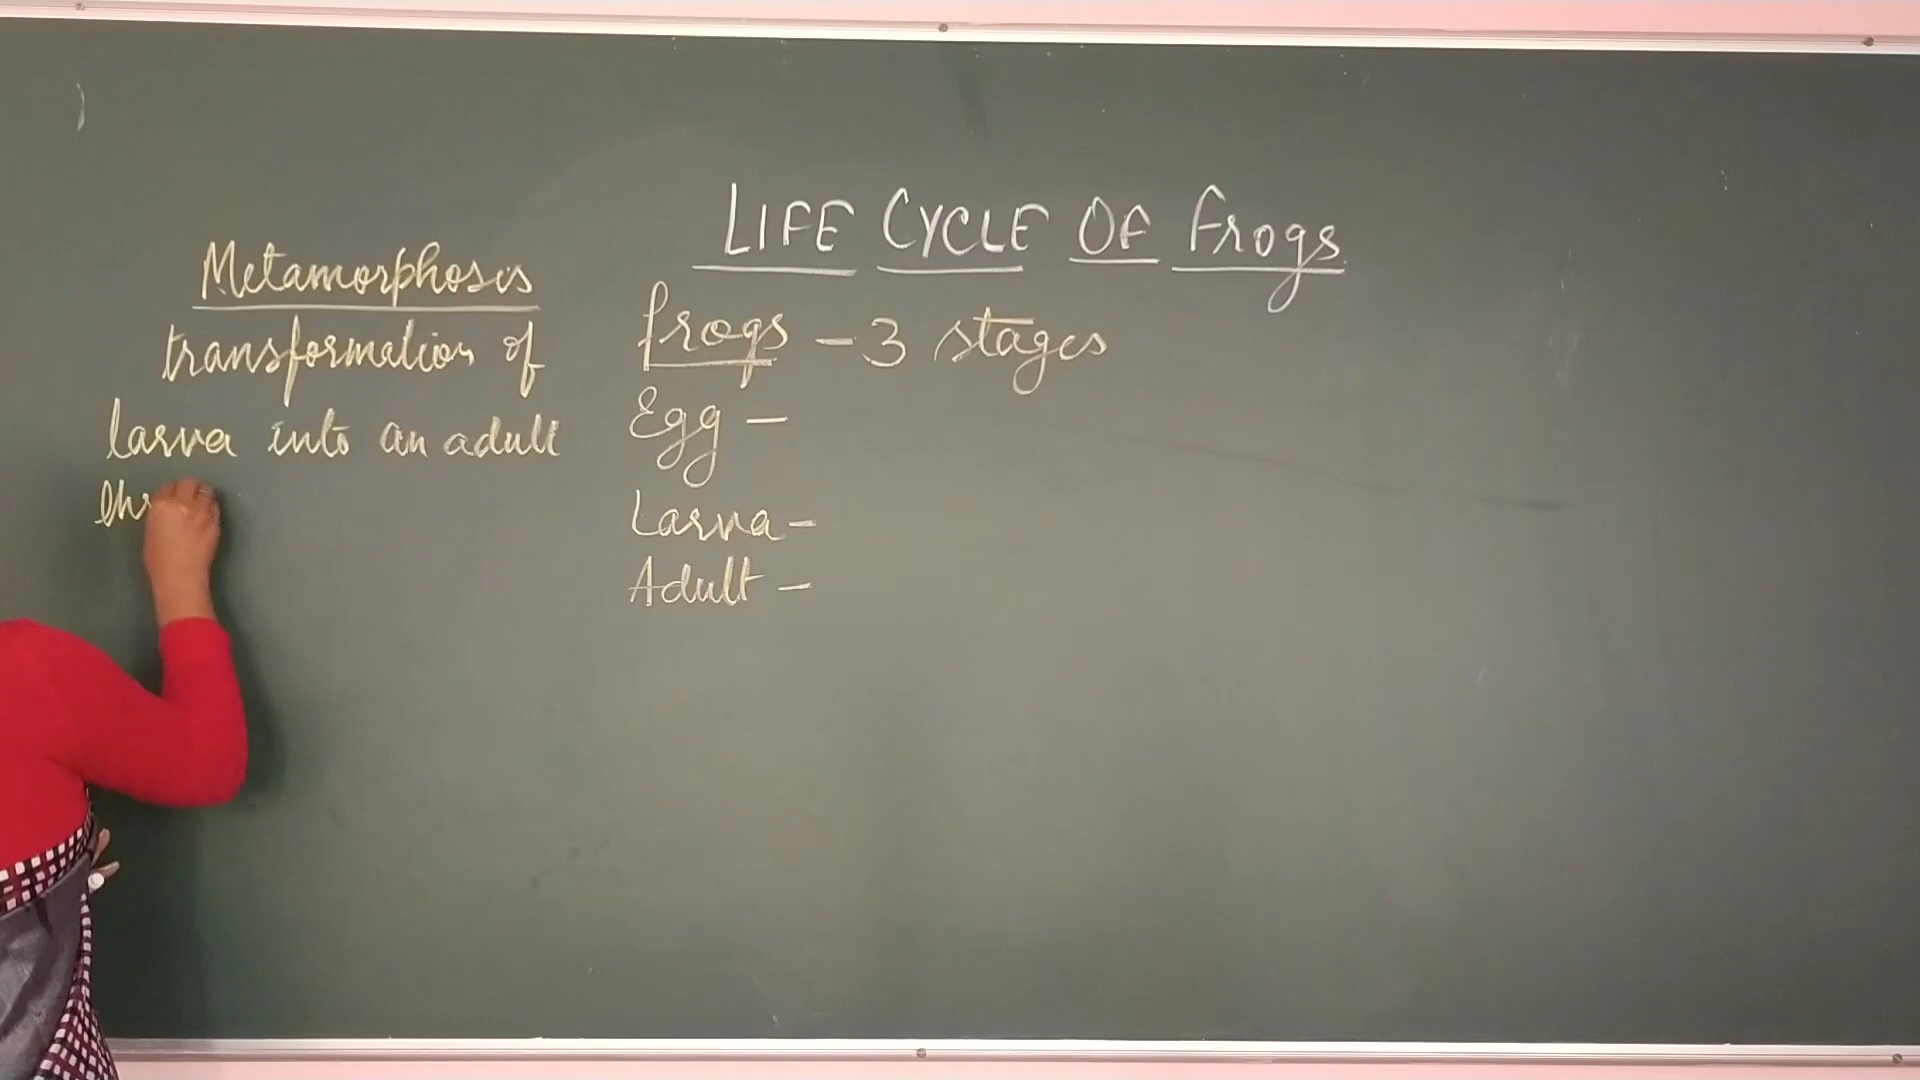 LIFE CYCLE OF Frogs
Metamorphosis
transformation of
larva into an adult
frogs - 3 stages
Egg -
Larva -
Adult -